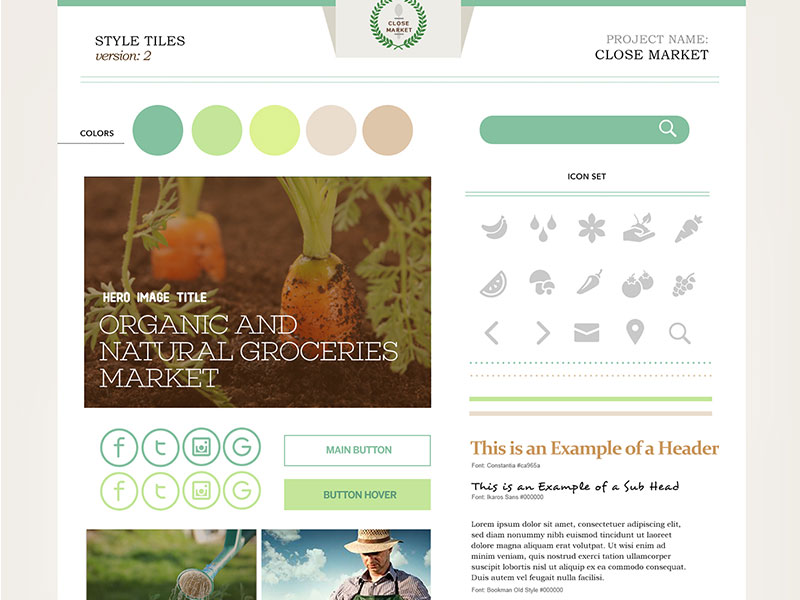 CLOSE
MARKET
STYLE TILES
version: 2
PROJECT NAME:
CLOSE MARKET
COLORS
HERO IMAGE TITLE
ORGANIC AND
NATURAL GROCERIES
MARKET
MAIN BUTTON
BUTTON HOVER
ICON SET
This is an Example of a Header
Font: Constantia #ca965a
This is an Example of a Sub Head
Font: Ikaros Sans #000000
Lorem ipsum dolor sit amet, consectetuer adipiscing elit,
sed diam nonummy nibh euismod tincidunt ut laoreet
dolore magna aliquam erat volutpat. Ut wisi enim ad
minim veniam, quis nostrud exerci tation ullamcorper
suscipit lobortis nisl ut aliquip ex ea commodo consequat.
Duis autem vel feugait nulla facilisi.
Font: Bookman Old Style #000000